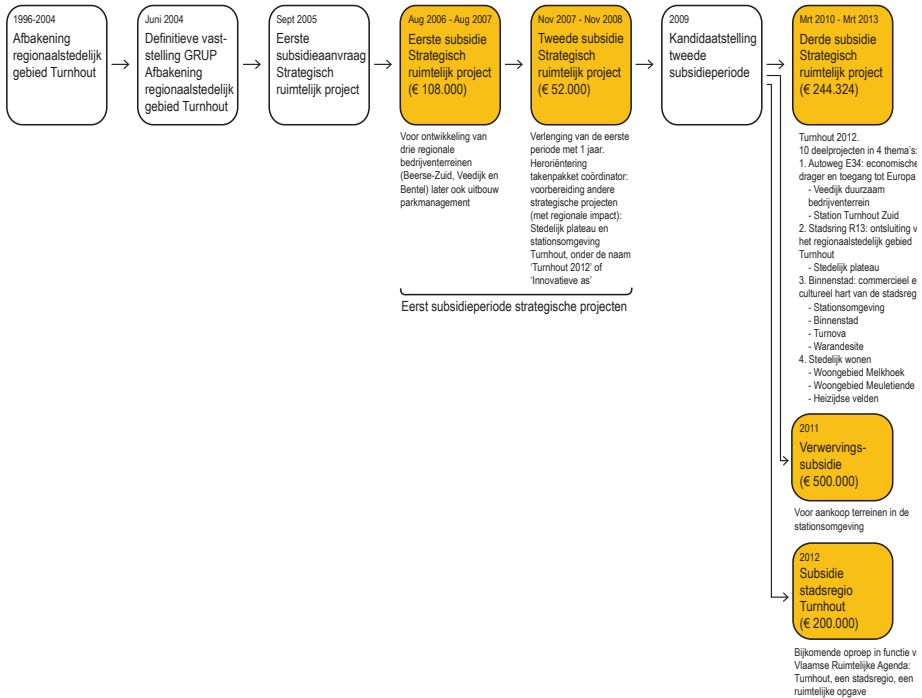 1996-2004
Afbakening
regionaalstedelijk
gebied Turnhout
Juni 2004
Definitieve vast-
stelling GRUP
Afbakening
regionaalstedelijk
gebied Turnhout
Sept 2005
Eerste
subsidieaanvraag
Strategisch
ruimtelijk project
Aug 2006 - Aug 2007
Eerste subsidie
Strategisch
ruimtelijk project
(€ 108.000)
Voor ontwikkeling van
drie regionale
bedrijventerreinen
(Beerse-Zuid, Veedijk en
Bentel) later ook uitbouw
parkmanagement
Nov 2007 - Nov 2008
Tweede subsidie
Strategisch
ruimtelijk project
(€ 52.000)
Verlenging van de eerste
periode met 1 jaar.
Heroriëntering
takenpakket coördinator:
voorbereiding andere
strategische projecten
(met regionale impact):
Stedelijk plateau en
stationsomgeving
Turnhout, onder de naam
‘Turnhout 2012’ of
‘Innovatieve as’
Eerst subsidieperiode strategische projecten
2009
Kandidaatstelling
tweede
subsidieperiode
Mrt 2010 - Mrt 2013
Derde subsidie
Strategisch
ruimtelijk project
(€ 244.324)
Turnhout 2012.
10 deelprojecten in 4 thema's:
1. Autoweg E34: economische
drager en toegang tot Europa
- Veedijk duurzaam
bedrijventerrein
- Station Turnhout Zuid
2. Stadsring R13: ontsluiting v
het regionaalstedelijk gebied
Turnhout
- Stedelijk plateau
3. Binnenstad: commercieel e
cultureel hart van de stadsreg
- Stationsomgeving
- Binnenstad
- Turnova
- Warandesite
4. Stedelijk wonen
- Woongebied Melkhoek
- Woongebied Meuletiende
- Heizijdse velden
2011
Verwervings-
subsidie
(€ 500.000)
Voor aankoop terreinen in de
stationsomgeving
2012
Subsidie
stadsregio
Turnhout
(€ 200.000)
Bijkomende oproep in functie v
Vlaamse Ruimtelijke Agenda:
Turnhout, een stadsregio, een
ruimtelijke opgave